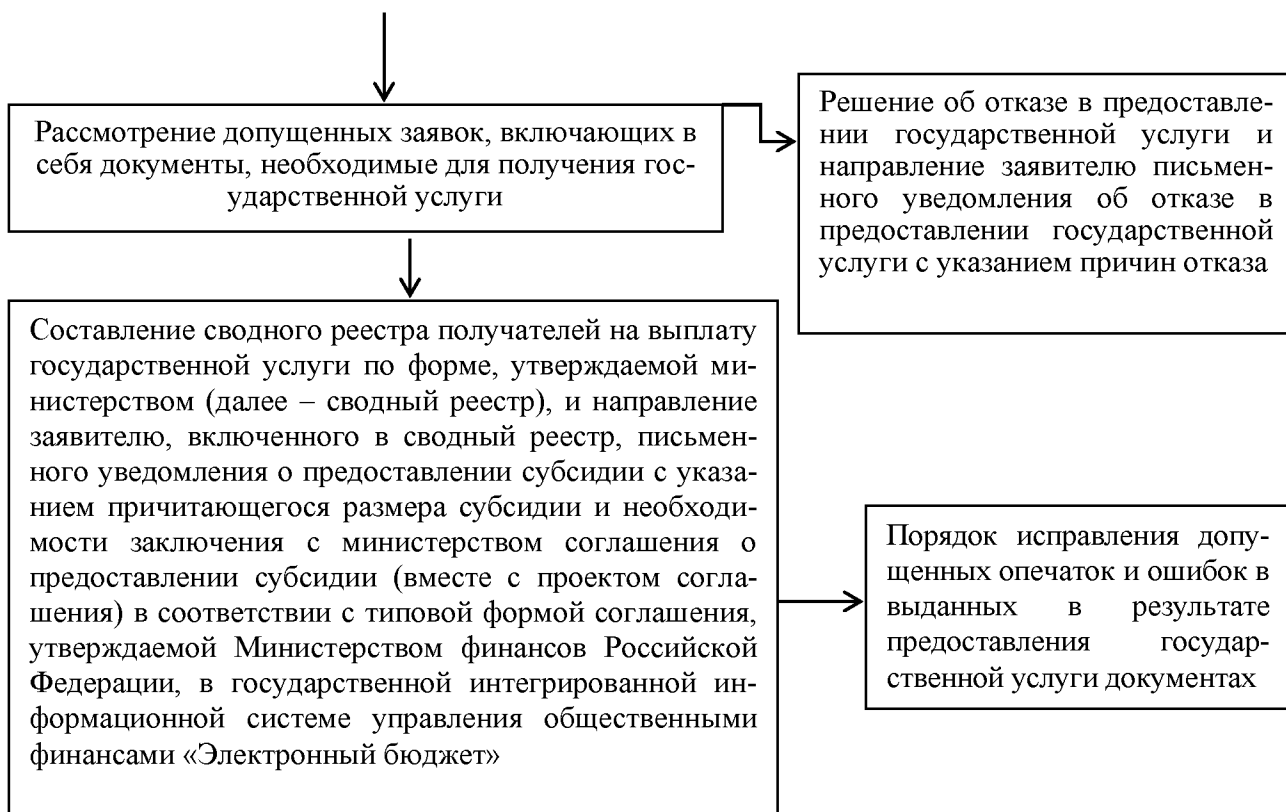 Рассмотрение допущенных заявок, включающих в
себя документы, необходимые для получения гос-
ударственной услуги
Решение об отказе в предоставле-
нии государственной услуги и
направление заявителю письмен-
ного уведомления об отказе в
предоставлении государственной
услуги с указанием причин отказа
Составление сводного реестра получателей на выплату
государственной услуги по форме, утверждаемой ми-
нистерством (далее – сводный реестр), и направление
заявителю, включенного в сводный реестр, письмен-
ного уведомления о предоставлении субсидии с указа-
нием причитающегося размера субсидии и необходи-
мости заключения с министерством соглашения о
предоставлении субсидии (вместе с проектом согла-
шения) в соответствии с типовой формой соглашения,
утверждаемой Министерством финансов Российской
Федерации, в государственной интегрированной ин-
формационной системе управления общественными
финансами «Электронный бюджет»
Порядок исправления допу-
щенных опечаток и ошибок в
выданных в результате
предоставления государ-
ственной услуги документах